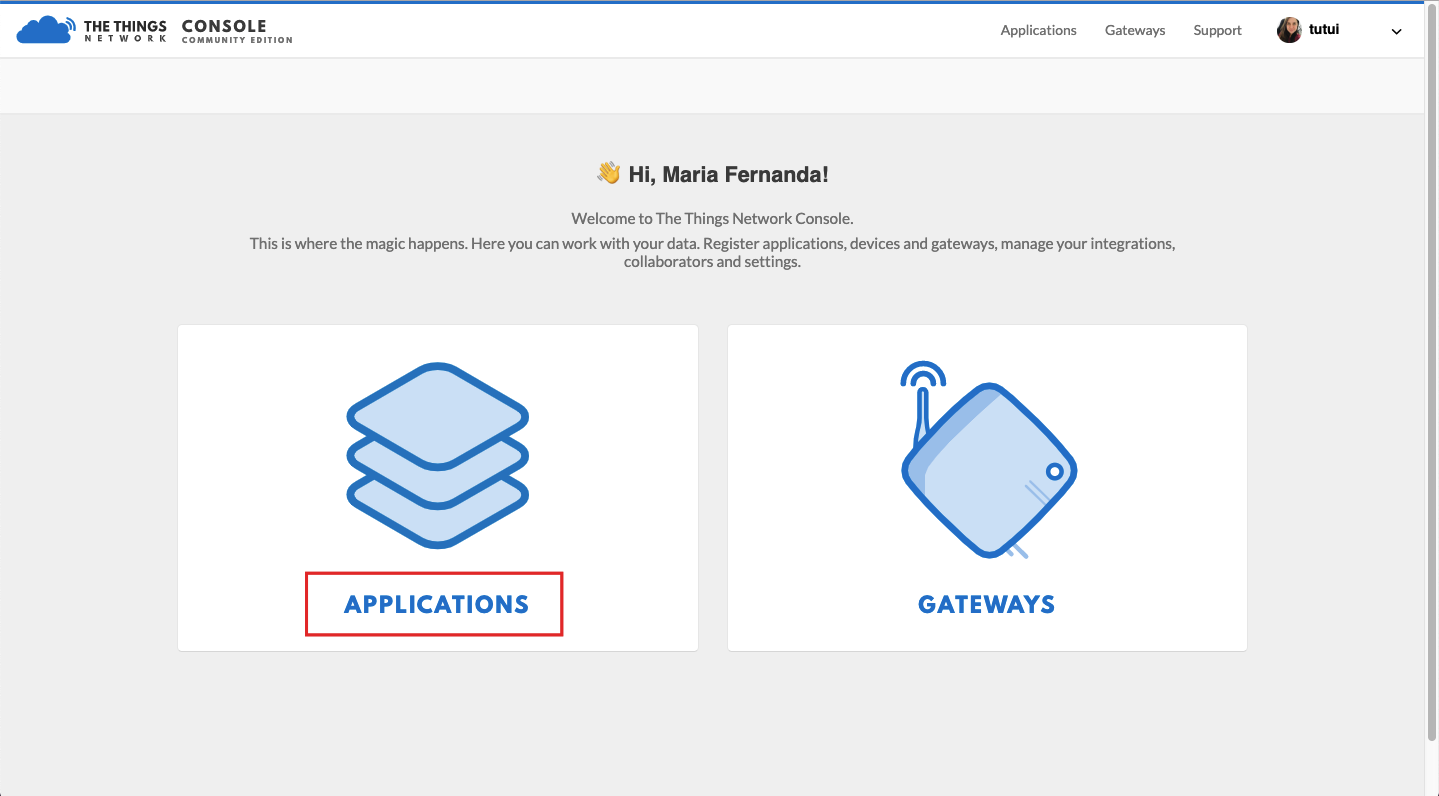 THE THINGS
NETWORK
CONSOLE
COMMUNITY EDITION
Applications
Gateways
Support
tutui
👋 Hi, Maria Fernanda!
Welcome to The Things Network Console.
This is where the magic happens. Here you can work with your data. Register applications, devices and gateways, manage your integrations,
collaborators and settings.
APPLICATIONS
GATEWAYS